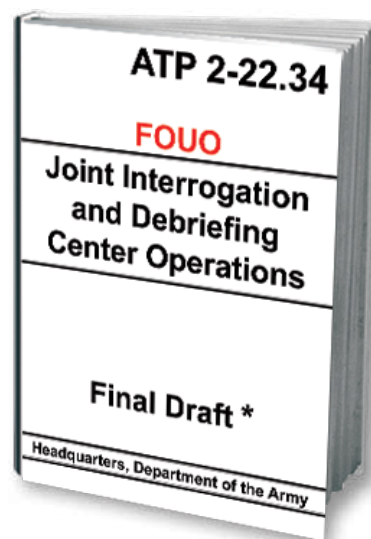 ATP 2-22.34
FOUO
Joint Interrogation
and Debriefing
Center Operations
Final Draft *
Headquarters, Department of the Army